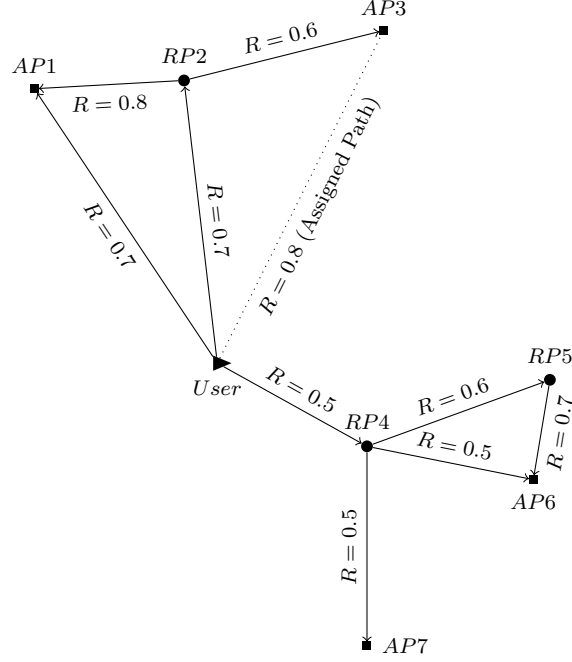 AP3
R = 0.6
RP2
AP1
R = 0.8
R = 0.7
R = 0.7
R = 0.8 (Assigned Path)
User
R = 0.5
RP4
R = 0.6
RP5
R = 0.5
R = 0.7
AP6
R = 0.5
AP7